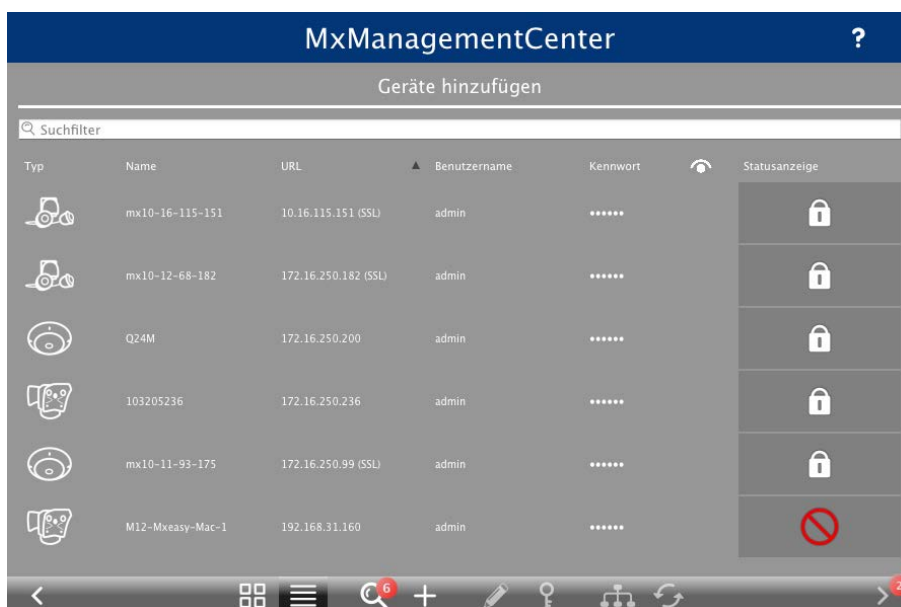 MxManagementCenter ?
Geräte hinzufügen
Suchfilter
Typ Name URL ▲ Benutzername Kennwort Statusanzeige
mx10-16-115-151 10.16.115.151 (SSL) admin ••••••
mx10-12-68-182 172.16.250.182 (SSL) admin ••••••
Q24M 172.16.250.200 admin ••••••
103205236 172.16.250.236 admin ••••••
mx10-11-93-175 172.16.250.99 (SSL) admin ••••••
M12-Mxeasy-Mac-1 192.168.31.160 admin ••••••
6 2